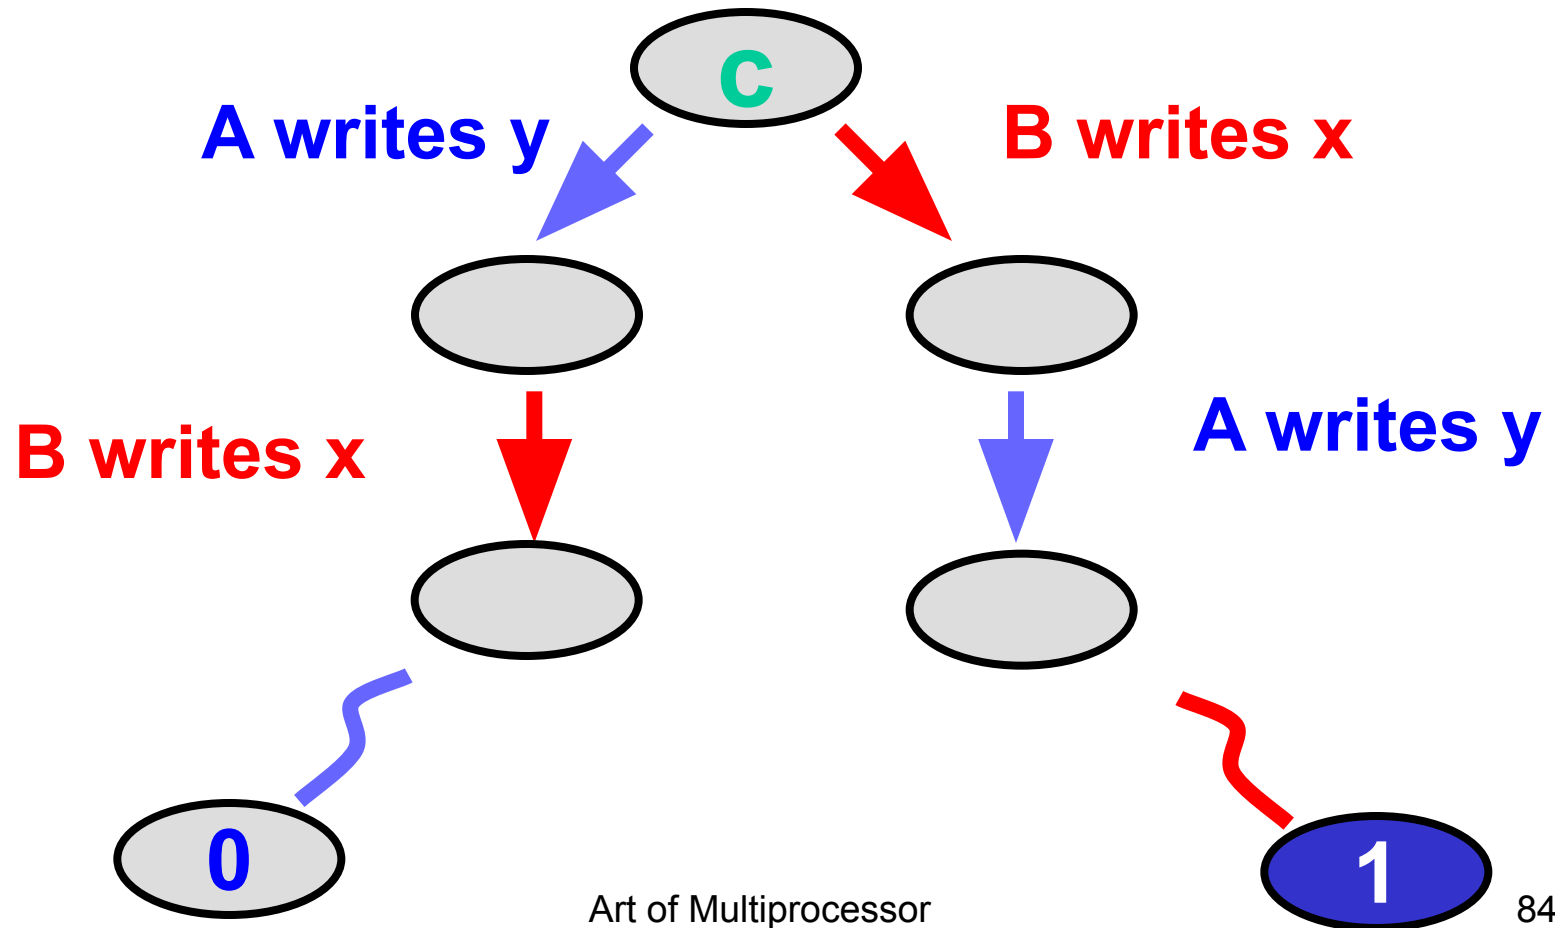 c
A writes y
B writes x
B writes x
A writes y
0
1
Art of Multiprocessor
84